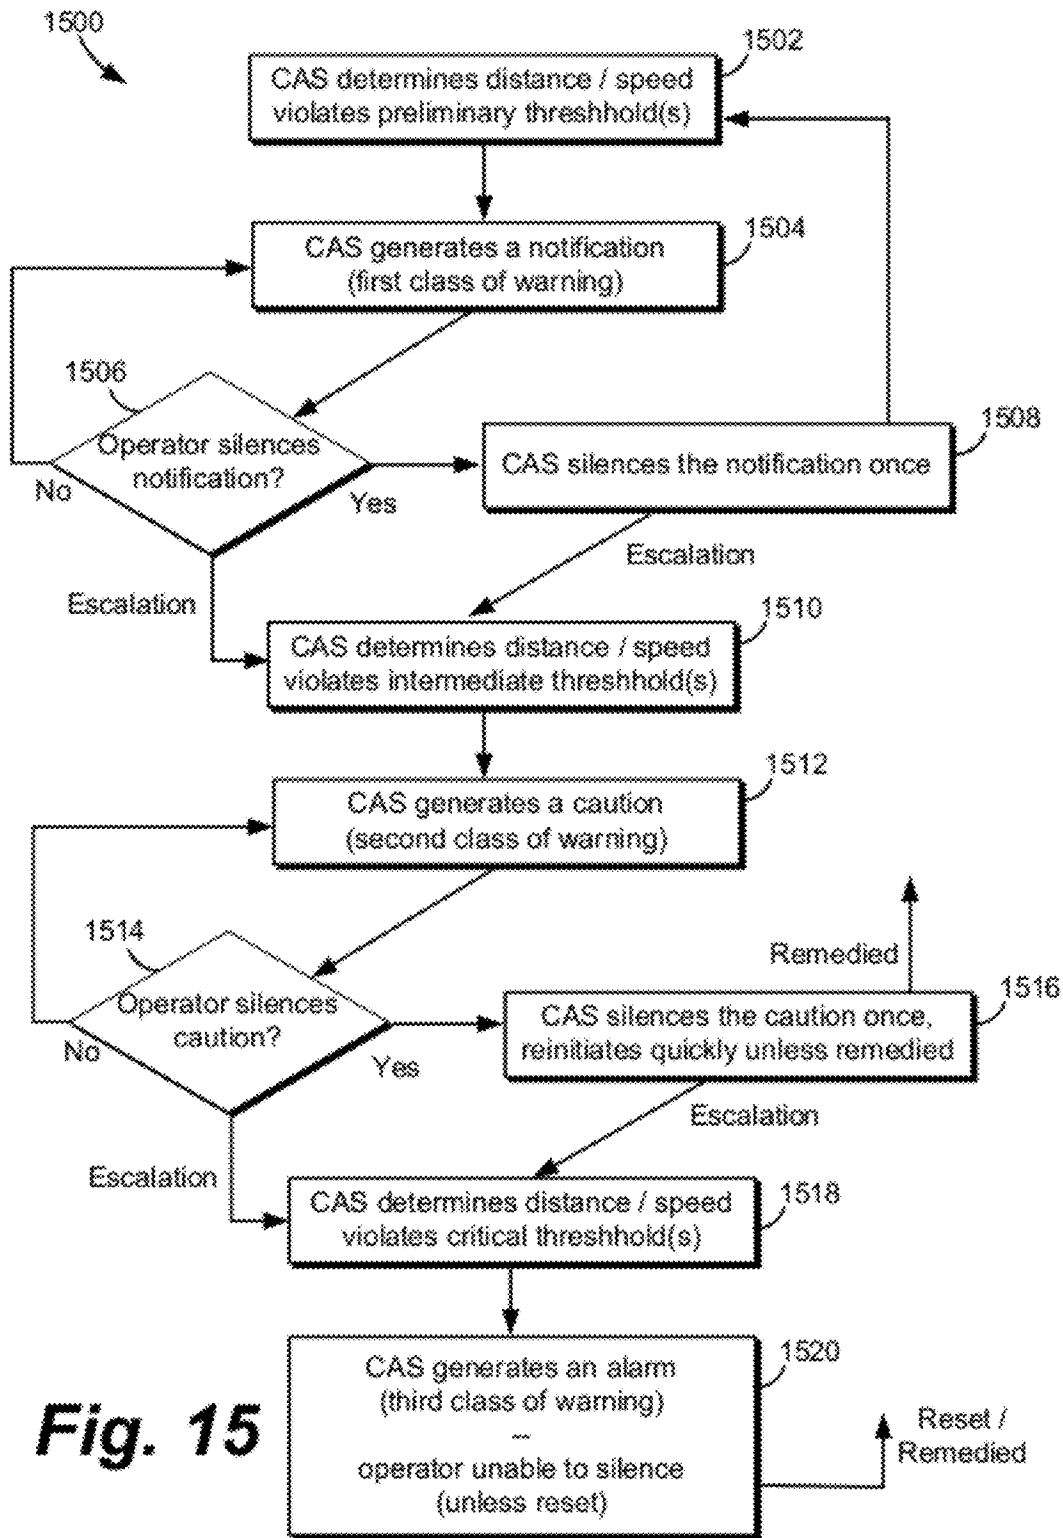 1500
1502
CAS determines distance / speed
violates preliminary threshhold(s)
1504
CAS generates a notification
(first class of warning)
1506
Operator silences
notification?
No
Yes
1508
CAS silences the notification once
Escalation
Escalation
1510
CAS determines distance / speed
violates intermediate threshhold(s)
1512
CAS generates a caution
(second class of warning)
1514
Operator silences
caution?
No
Yes
Remedied
1516
CAS silences the caution once,
reinitiates quickly unless remedied
Escalation
Escalation
1518
CAS determines distance / speed
violates critical threshhold(s)
1520
CAS generates an alarm
(third class of warning)
–
operator unable to silence
(unless reset)
Reset /
Remedied
Fig. 15